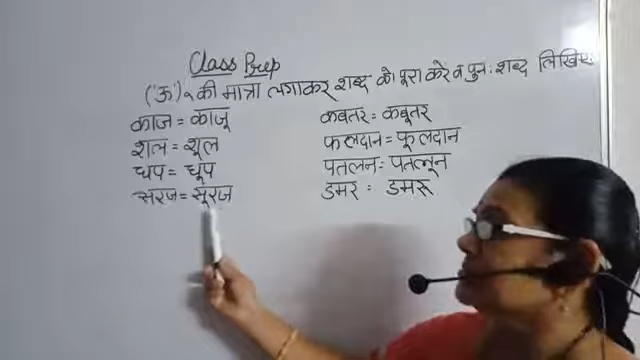 Class Prep
('ऊ') ू की मात्रा लगाकर शब्द को पूरा करे व पुनः शब्द लिखिए
काज = काजू
शल = शूल
धप = धूप
सरज = सूरज
कबतर = कबूतर
फलदान = फूलदान
पतलन = पतलून
डमर = डमरू